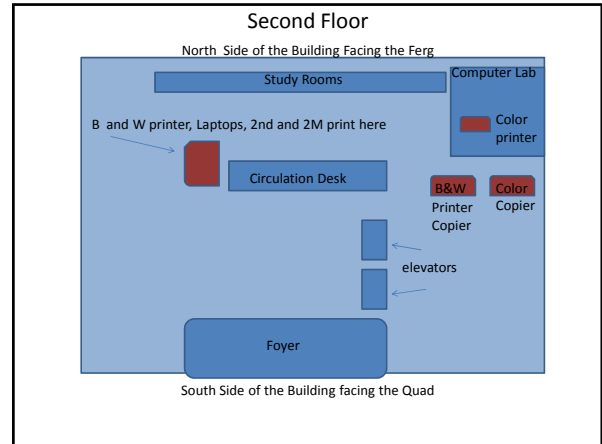 Second Floor
North Side of the Building Facing the Ferg
Study Rooms
Computer Lab
Color
printer
B and W printer, Laptops, 2nd and 2M print here
Circulation Desk
B&W
Printer
Copier
Color
Copier
elevators
Foyer
South Side of the Building facing the Quad